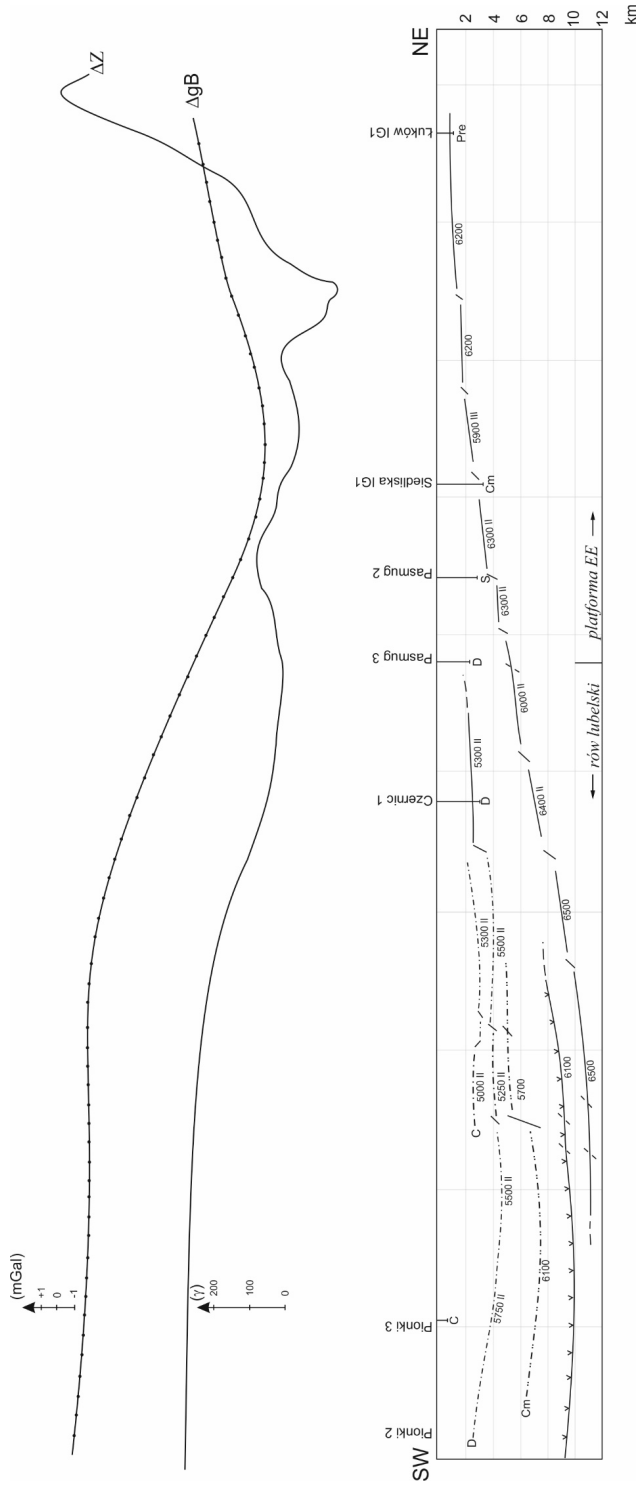 (mGal)
+1
0
-1
(γ)
200
100
0
ΔZ
ΔgB
SW
NE
Pionki 2
Pionki 3
Czernic 1
Pasmug 3
Pasmug 2
Siedliska IG1
Łuków IG1
2
4
6
8
10
12
km
D
C
C
D
D
S
Cm
Pre
Cm
5750 II
5500 II
6100
5000 II
5250 II
5700
5300 II
5500 II
6100
6500
6500
5300 II
6400 II
6000 II
6300 II
6300 II
5900 III
6200
6200
rów lubelski
platforma EE